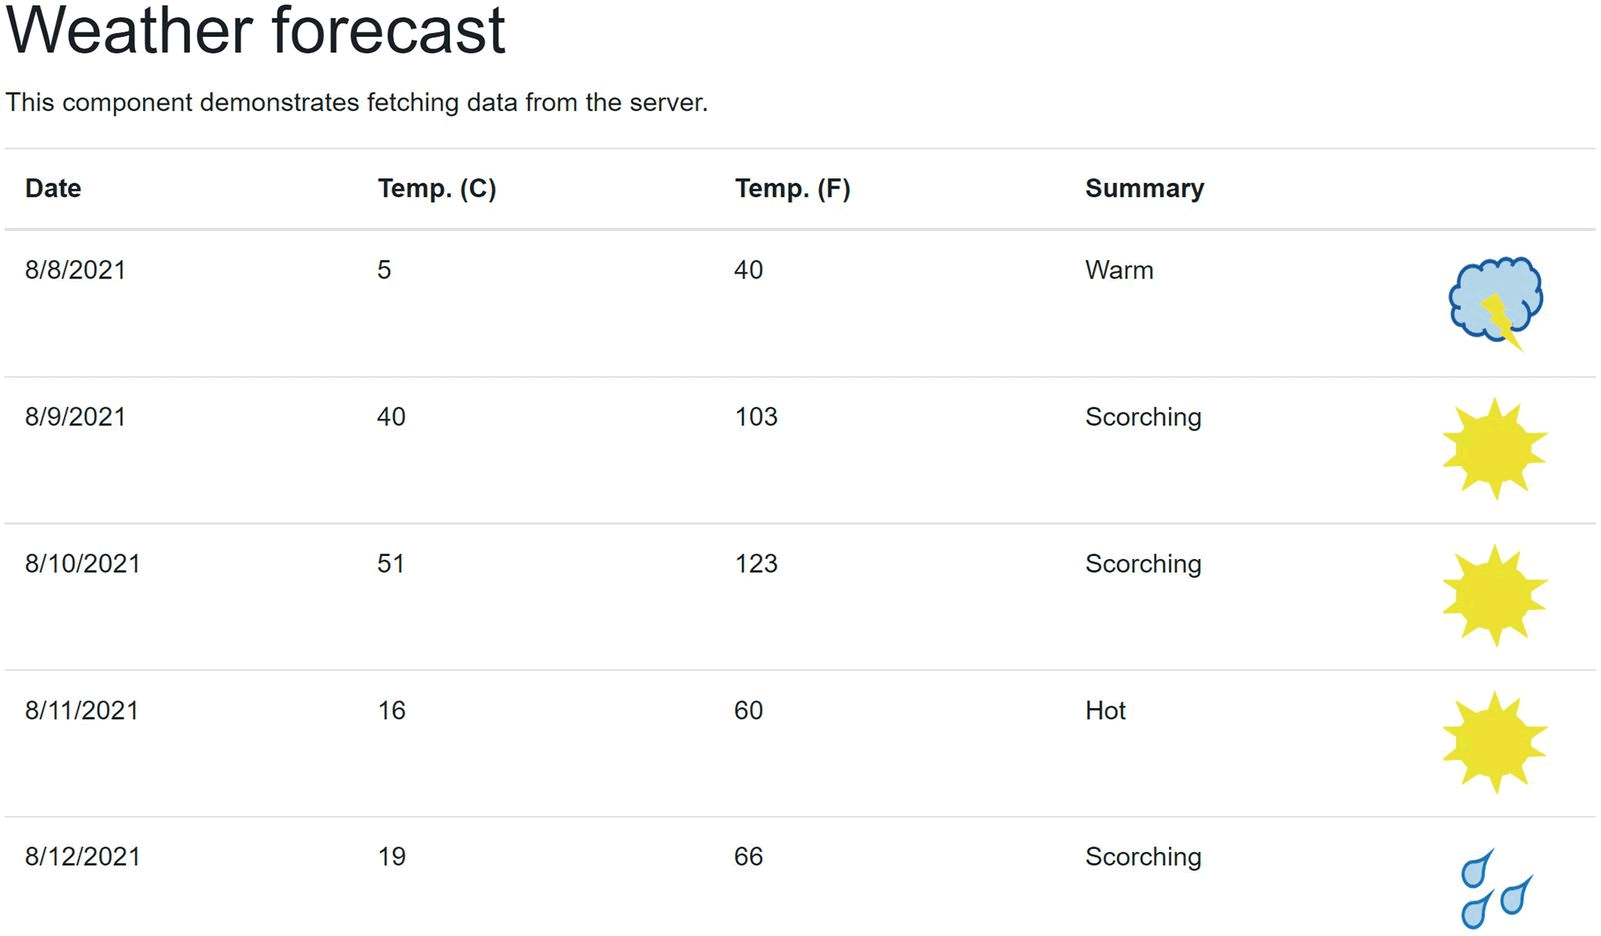 Weather forecast
This component demonstrates fetching data from the server.
Date Temp. (C) Temp. (F) Summary
8/8/2021 5 40 Warm
8/9/2021 40 103 Scorching
8/10/2021 51 123 Scorching
8/11/2021 16 60 Hot
8/12/2021 19 66 Scorching